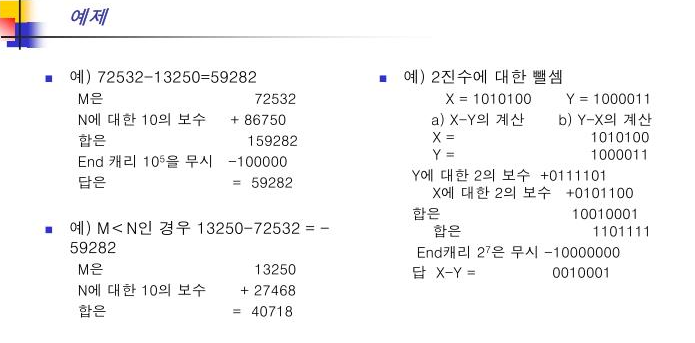 예제
예) 72532-13250=59282
M은 72532
N에 대한 10의 보수 + 86750
합은 159282
End 캐리 10⁵을 무시 -100000
답은 = 59282
예) M<N인 경우 13250-72532 = -
59282
M은 13250
N에 대한 10의 보수 + 27468
합은 = 40718
예) 2진수에 대한 뺄셈
X = 1010100 Y = 1000011
a) X-Y의 계산 b) Y-X의 계산
X = 1010100
Y = 1000011
Y에 대한 2의 보수 +0111101
X에 대한 2의 보수 +0101100
합은 10010001
합은 1101111
End캐리 2⁷은 무시 -10000000
답 X-Y = 0010001